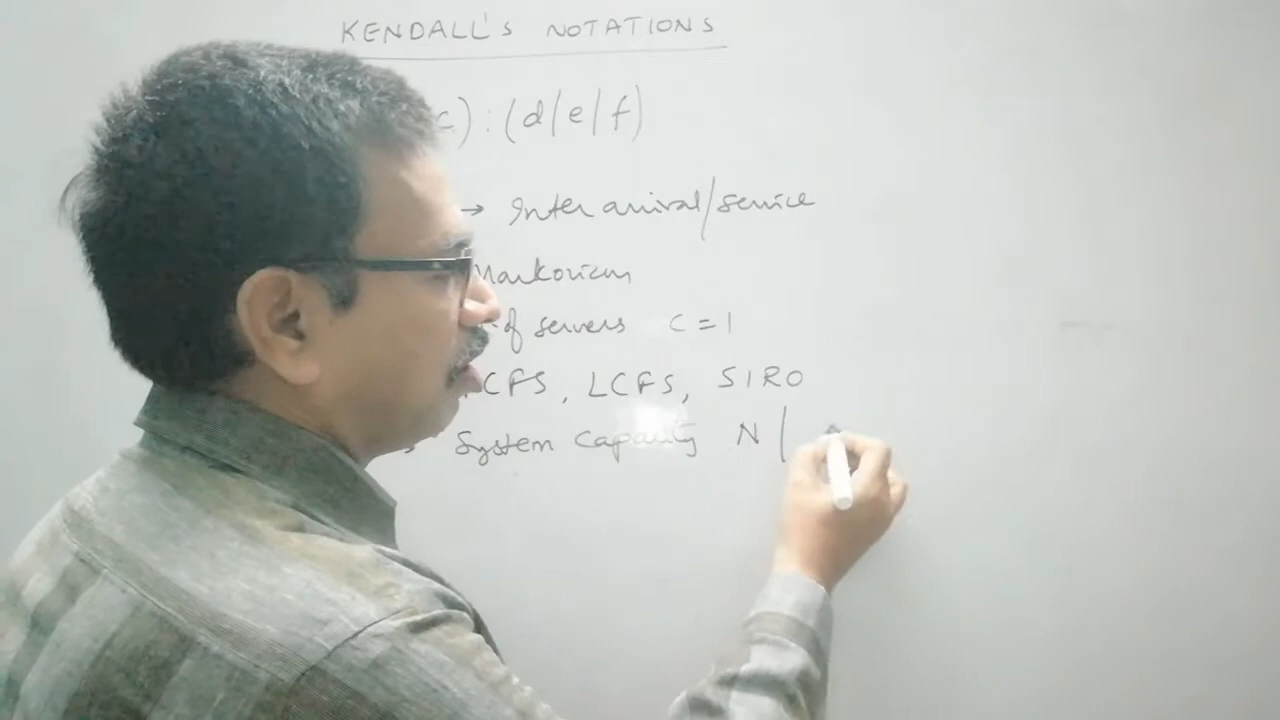 KENDALL'S NOTATIONS
c) : (d/e/f)
→ Inter arrival/service
Markovian
of servers c = 1
CFS, LCFS, SIRO
System Capacity N /